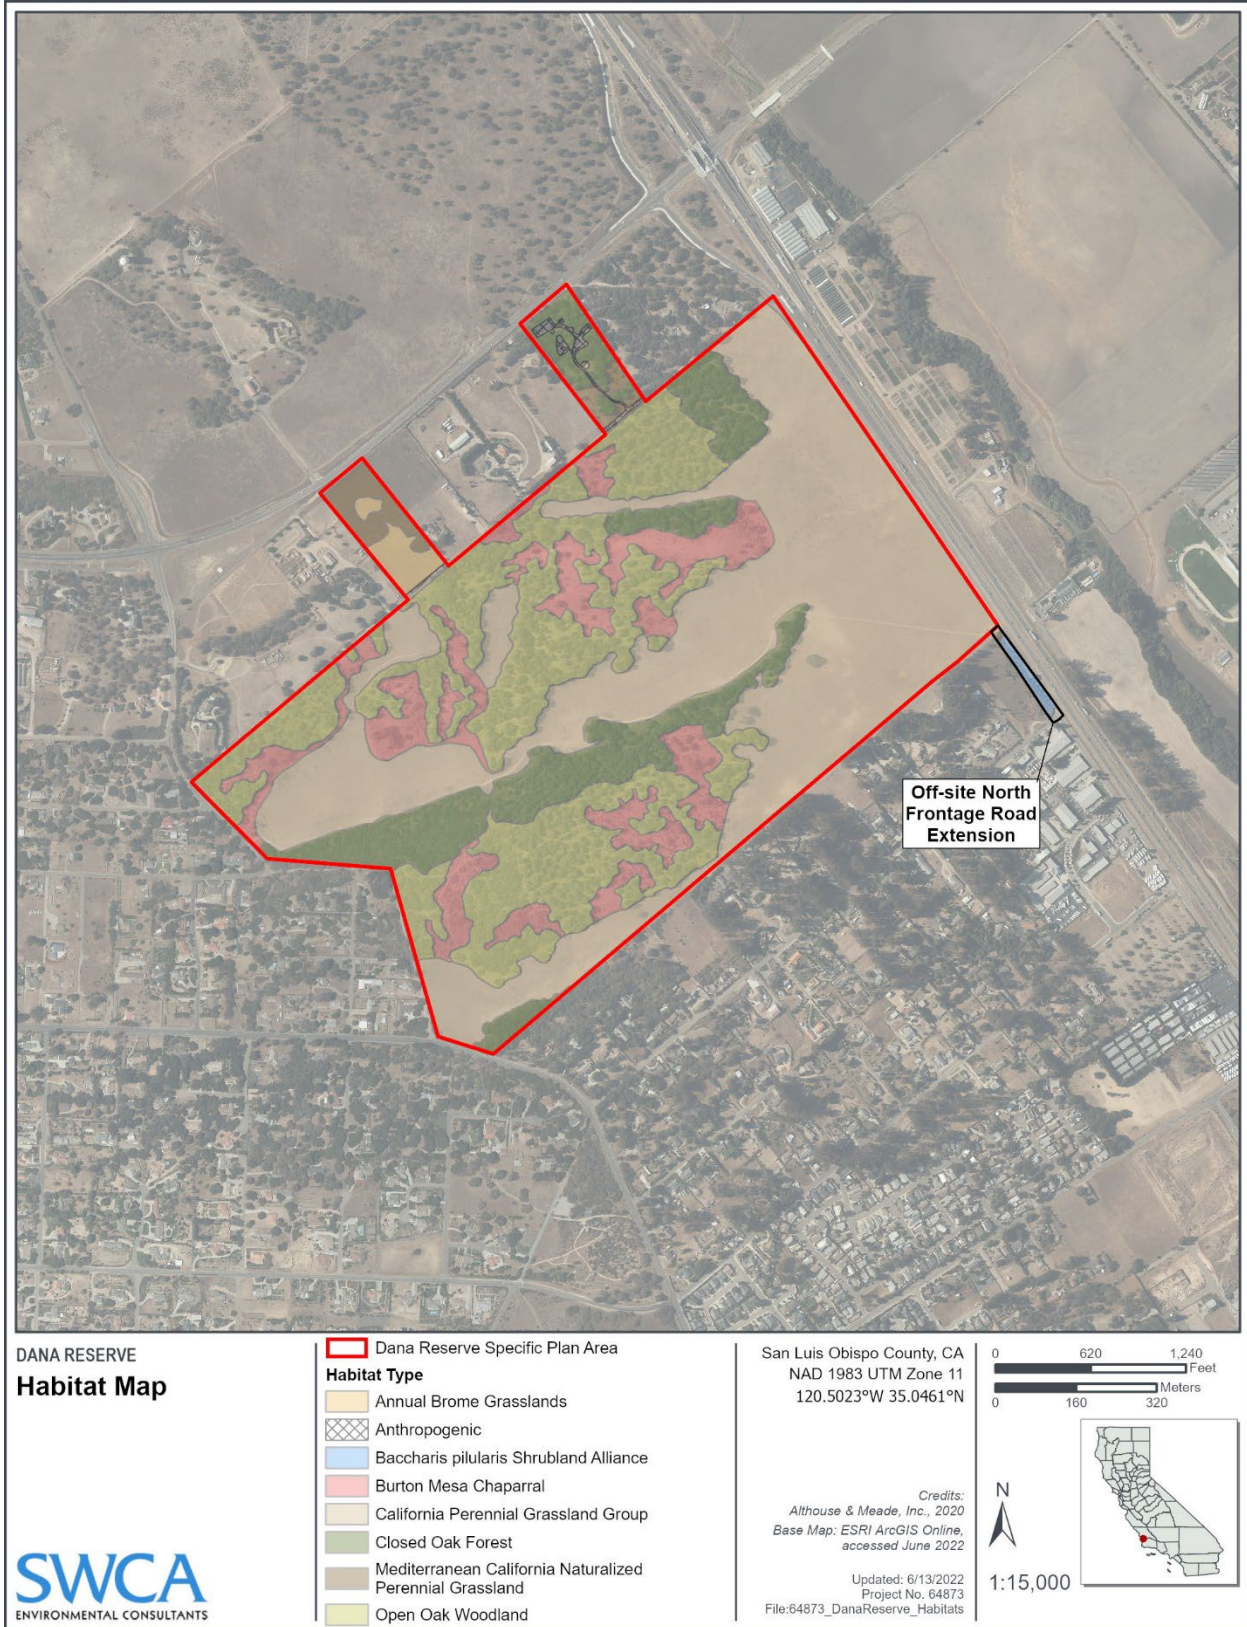 Off-site North
Frontage Road
Extension
DANA RESERVE
Habitat Map
SWCA
ENVIRONMENTAL CONSULTANTS
Dana Reserve Specific Plan Area
Habitat Type
Annual Brome Grasslands
Anthropogenic
Baccharis pilularis Shrubland Alliance
Burton Mesa Chaparral
California Perennial Grassland Group
Closed Oak Forest
Mediterranean California Naturalized
Perennial Grassland
Open Oak Woodland
San Luis Obispo County, CA
NAD 1983 UTM Zone 11
120.5023°W 35.0461°N
Credits:
Althouse & Meade, Inc., 2020
Base Map: ESRI ArcGIS Online,
accessed June 2022
Updated: 6/13/2022
Project No. 64873
File:64873_DanaReserve_Habitats
0 620 1,240
Feet
Meters
0 160 320
N
1:15,000